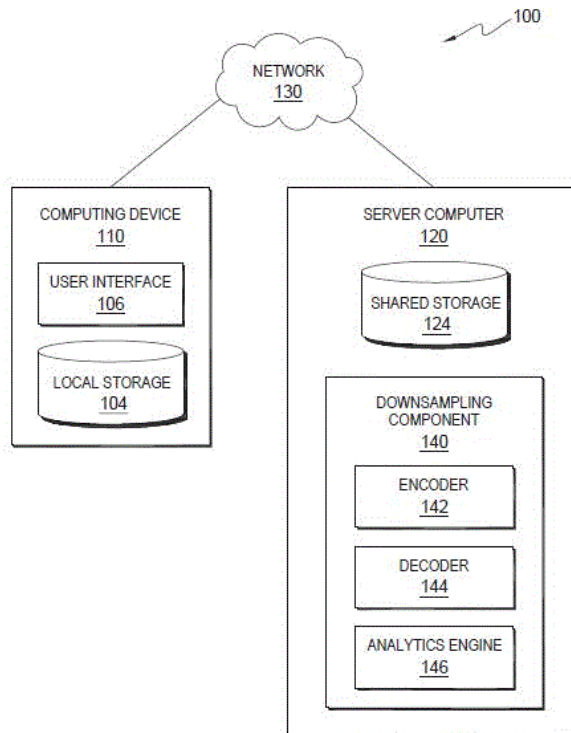 100
NETWORK
130
COMPUTING DEVICE
110
USER INTERFACE
106
LOCAL STORAGE
104
SERVER COMPUTER
120
SHARED STORAGE
124
DOWNSAMPLING
COMPONENT
140
ENCODER
142
DECODER
144
ANALYTICS ENGINE
146